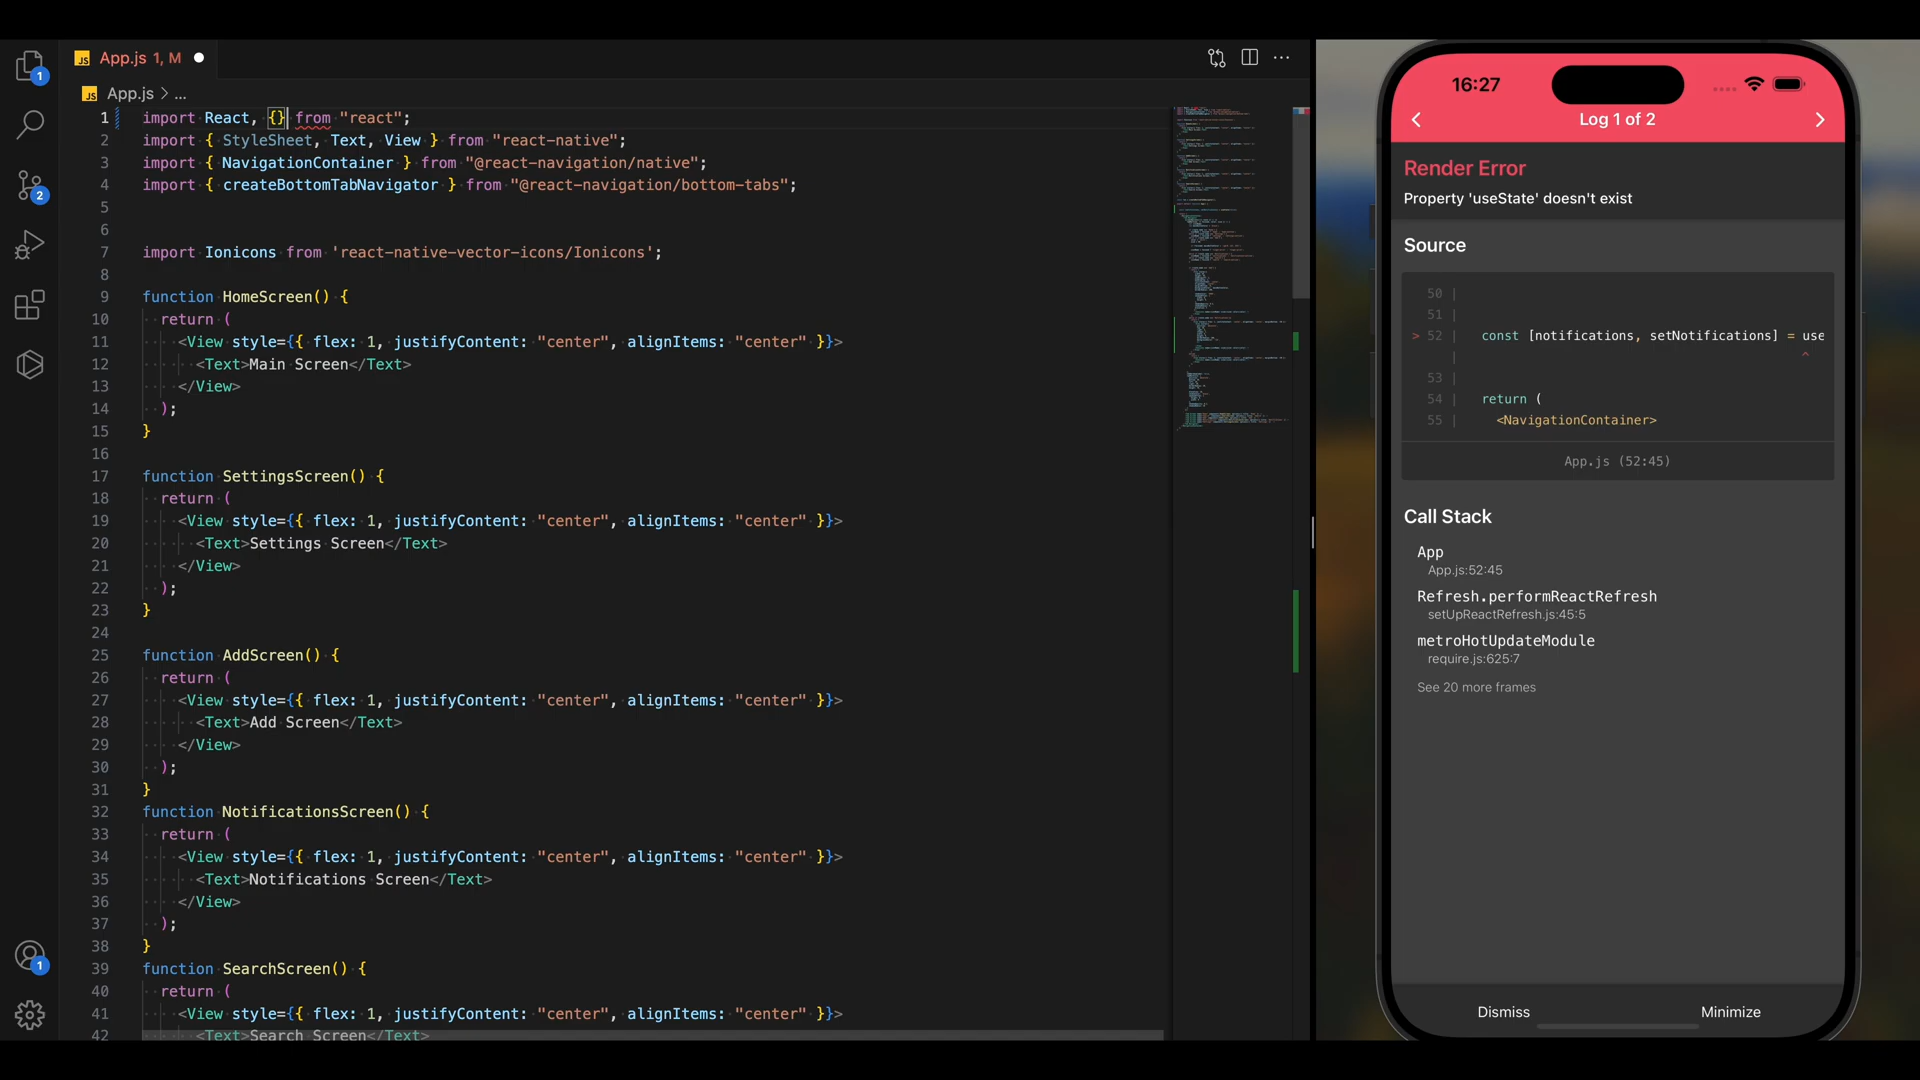 App.js 1, M
App.js > ...
1 import React, {} from "react";
2 import { StyleSheet, Text, View } from "react-native";
3 import { NavigationContainer } from "@react-navigation/native";
4 import { createBottomTabNavigator } from "@react-navigation/bottom-tabs";
5
6
7 import Ionicons from 'react-native-vector-icons/Ionicons';
8
9 function HomeScreen() {
10 return (
11 <View style={{ flex: 1, justifyContent: "center", alignItems: "center" }}>
12 <Text>Main Screen</Text>
13 </View>
14 );
15 }
16
17 function SettingsScreen() {
18 return (
19 <View style={{ flex: 1, justifyContent: "center", alignItems: "center" }}>
20 <Text>Settings Screen</Text>
21 </View>
22 );
23 }
24
25 function AddScreen() {
26 return (
27 <View style={{ flex: 1, justifyContent: "center", alignItems: "center" }}>
28 <Text>Add Screen</Text>
29 </View>
30 );
31 }
32 function NotificationsScreen() {
33 return (
34 <View style={{ flex: 1, justifyContent: "center", alignItems: "center" }}>
35 <Text>Notifications Screen</Text>
36 </View>
37 );
38 }
39 function SearchScreen() {
40 return (
41 <View style={{ flex: 1, justifyContent: "center", alignItems: "center" }}>
42 <Text>Search Screen</Text>
1
2
1
16:27
Log 1 of 2
Render Error
Property 'useState' doesn't exist
Source
50 |
51 |
> 52 | const [notifications, setNotifications] = use
| ^
53 |
54 | return (
55 | <NavigationContainer>
App.js (52:45)
Call Stack
App
App.js:52:45
Refresh.performReactRefresh
setUpReactRefresh.js:45:5
metroHotUpdateModule
require.js:625:7
See 20 more frames
Dismiss
Minimize